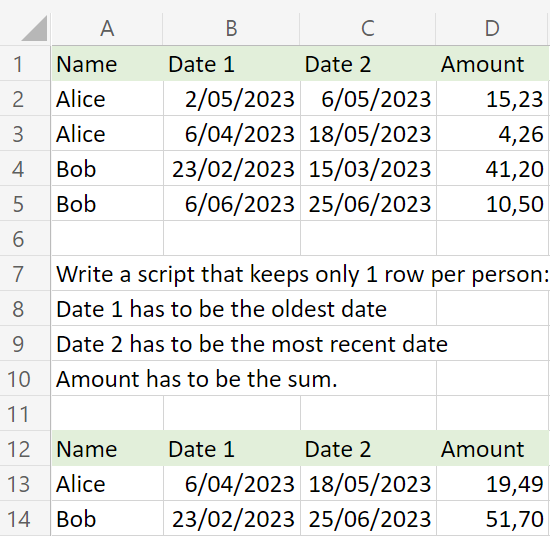 A B C D
1 Name Date 1 Date 2 Amount
2 Alice 2/05/2023 6/05/2023 15,23
3 Alice 6/04/2023 18/05/2023 4,26
4 Bob 23/02/2023 15/03/2023 41,20
5 Bob 6/06/2023 25/06/2023 10,50
6
7 Write a script that keeps only 1 row per person:
8 Date 1 has to be the oldest date
9 Date 2 has to be the most recent date
10 Amount has to be the sum.
11
12 Name Date 1 Date 2 Amount
13 Alice 6/04/2023 18/05/2023 19,49
14 Bob 23/02/2023 25/06/2023 51,70